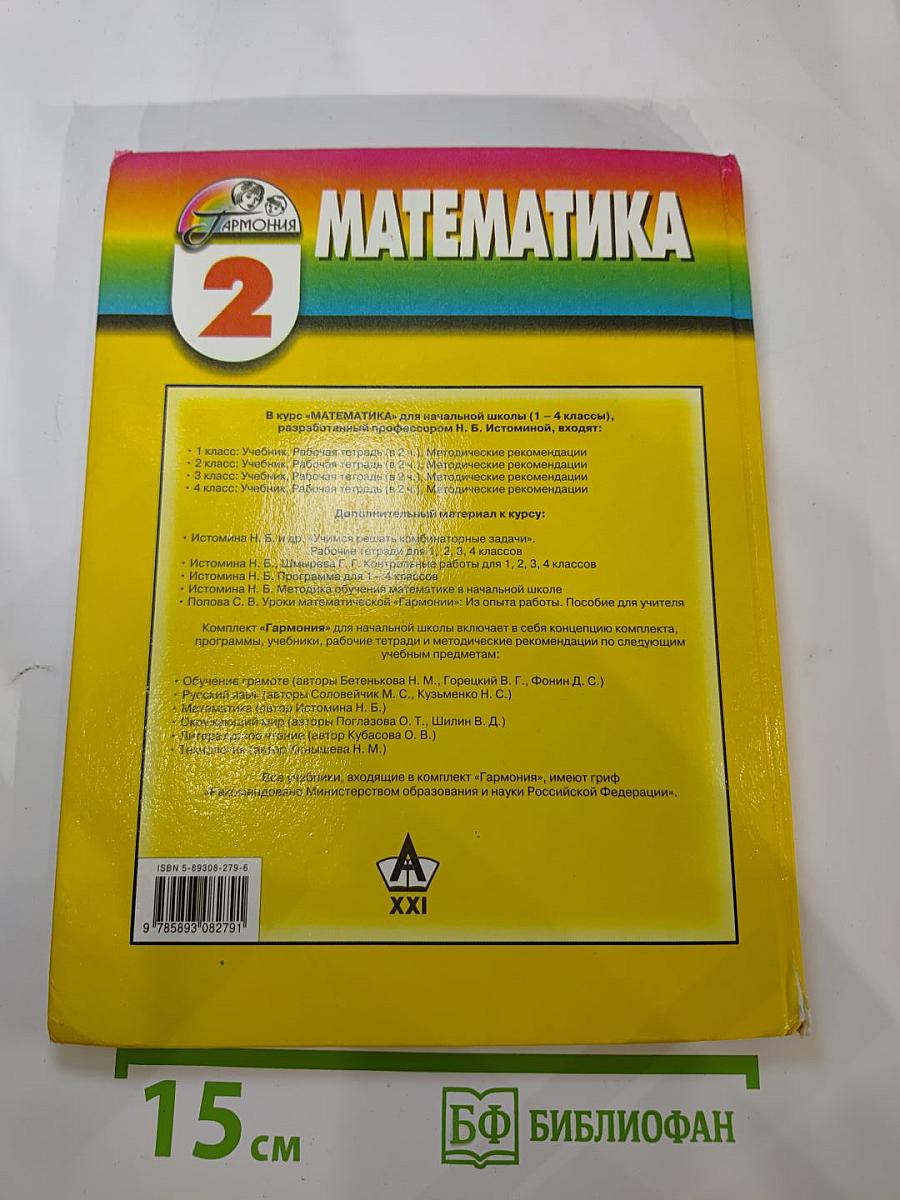 ГАРМОНИЯ
МАТЕМАТИКА
2
В курс «МАТЕМАТИКА» для начальной школы (1 – 4 классы),
разработанный профессором Н. Б. Истоминой, входят:
• 1 класс: Учебник, Рабочая тетрадь (в 2 ч.), Методические рекомендации
• 2 класс: Учебник, Рабочая тетрадь (в 2 ч.), Методические рекомендации
• 3 класс: Учебник, Рабочая тетрадь (в 2 ч.), Методические рекомендации
• 4 класс: Учебник, Рабочая тетрадь (в 2 ч.), Методические рекомендации
Дополнительный материал к курсу:
• Истомина Н. Б. и др. «Учимся решать комбинаторные задачи».
Рабочие тетради для 1, 2, 3, 4 классов
• Истомина Н. Б., Шмырева Г. Г. Контрольные работы для 1, 2, 3, 4 классов
• Истомина Н. Б. Программа для 1 – 4 классов
• Истомина Н. Б. Методика обучения математике в начальной школе
• Попова С. В. Уроки математической «Гармонии»: Из опыта работы. Пособие для учителя
Комплект «Гармония» для начальной школы включает в себя концепцию комплекта,
программы, учебники, рабочие тетради и методические рекомендации по следующим
учебным предметам:
• Обучение грамоте (авторы Бетенькова Н. М., Горецкий В. Г., Фонин Д. С.)
• Русский язык (авторы Соловейчик М. С., Кузьменко Н. С.)
• Математика (автор Истомина Н. Б.)
• Окружающий мир (авторы Поглазова О. Т., Шилин В. Д.)
• Литературное чтение (автор Кубасова О. В.)
• Технология (автор Конышева Н. М.)
Все учебники, входящие в комплект «Гармония», имеют гриф
«Рекомендовано Министерством образования и науки Российской Федерации».
ISBN 5-89308-279-6
9 785893 082791
А
XXI
15 см
БФ БИБЛИОФАН